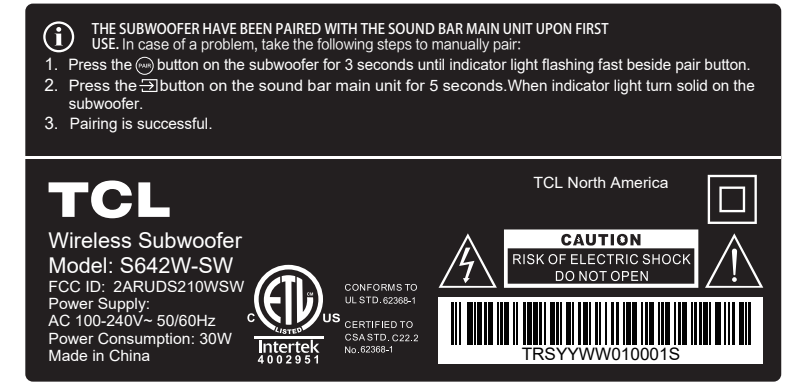 THE SUBWOOFER HAVE BEEN PAIRED WITH THE SOUND BAR MAIN UNIT UPON FIRST
USE. In case of a problem, take the following steps to manually pair:
1. Press the PAIR button on the subwoofer for 3 seconds until indicator light flashing fast beside pair button.
2. Press the button on the sound bar main unit for 5 seconds.When indicator light turn solid on the
subwoofer.
3. Pairing is successful.
TCL
Wireless Subwoofer
Model: S642W-SW
FCC ID: 2ARUDS210WSW
Power Supply:
AC 100-240V~ 50/60Hz
Power Consumption: 30W
Made in China
ETL CM
LISTED
C US
Intertek
4002951
CONFORMS TO
UL STD. 62368-1
CERTIFIED TO
CSA STD. C22.2
No. 62368-1
TCL North America
CAUTION
RISK OF ELECTRIC SHOCK
DO NOT OPEN
TRSYYWW010001S